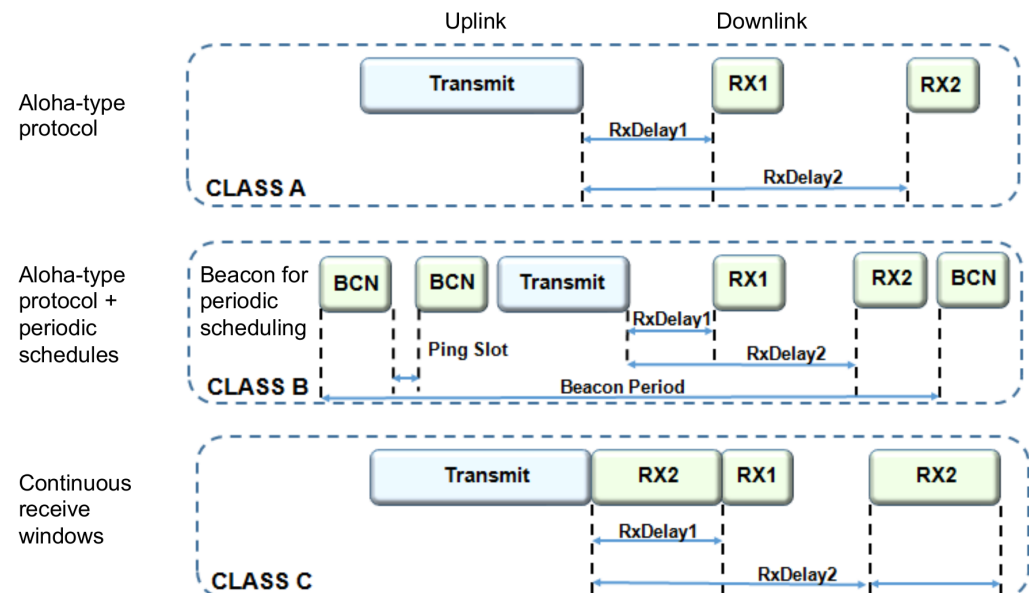 Uplink
Downlink
Aloha-type
protocol
Transmit
RX1
RX2
RxDelay1
RxDelay2
CLASS A
Aloha-type
protocol +
periodic
schedules
Beacon for
periodic
scheduling
BCN
BCN
Transmit
RX1
RX2
BCN
RxDelay1
Ping Slot
RxDelay2
Beacon Period
CLASS B
Continuous
receive
windows
Transmit
RX2
RX1
RX2
RxDelay1
RxDelay2
CLASS C